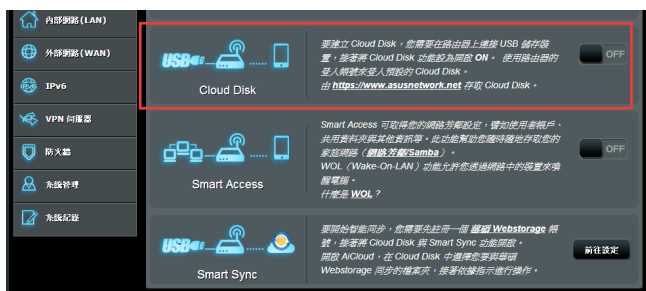 內部網路(LAN)
外部網路(WAN)
IPv6
VPN 伺服器
防火牆
系統管理
系統記錄
USB
Cloud Disk
要建立 Cloud Disk，您需要在路由器上連接 USB 儲存裝
置，接著將 Cloud Disk 功能設為開啟 ON。 使用路由器的
登入帳號來登入預設的 Cloud Disk。
由 https://www.asusnetwork.net 存取 Cloud Disk。
OFF
Smart Access
Smart Access 可取得您的網路芳鄰設定，譬如使用者帳戶、
共用資料夾與其他資訊等。此功能幫助您隨時隨地存取您的
家庭網路（網路芳鄰/Samba）。
WOL（Wake-On-LAN）功能允許您透過網路中的裝置來喚
醒電腦。
什麼是 WOL？
OFF
USB
Smart Sync
要開始智能同步，您需要先註冊一個 華碩 Webstorage 帳
號，接著將 Cloud Disk 與 Smart Sync 功能開啟。
開啟 AiCloud，在 Cloud Disk 中選擇您要與華碩
Webstorage 同步的檔案夾，接著依據指示進行操作。
前往設定